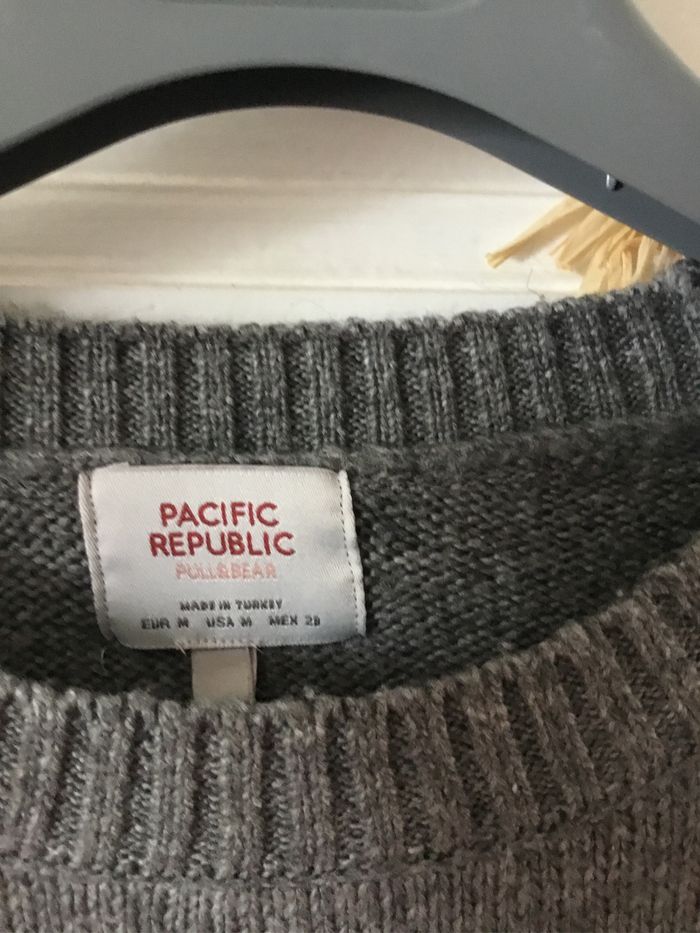 PACIFIC
REPUBLIC
PULL&BEAR
MADE IN TURKEY
EUR M USA M MEX 28